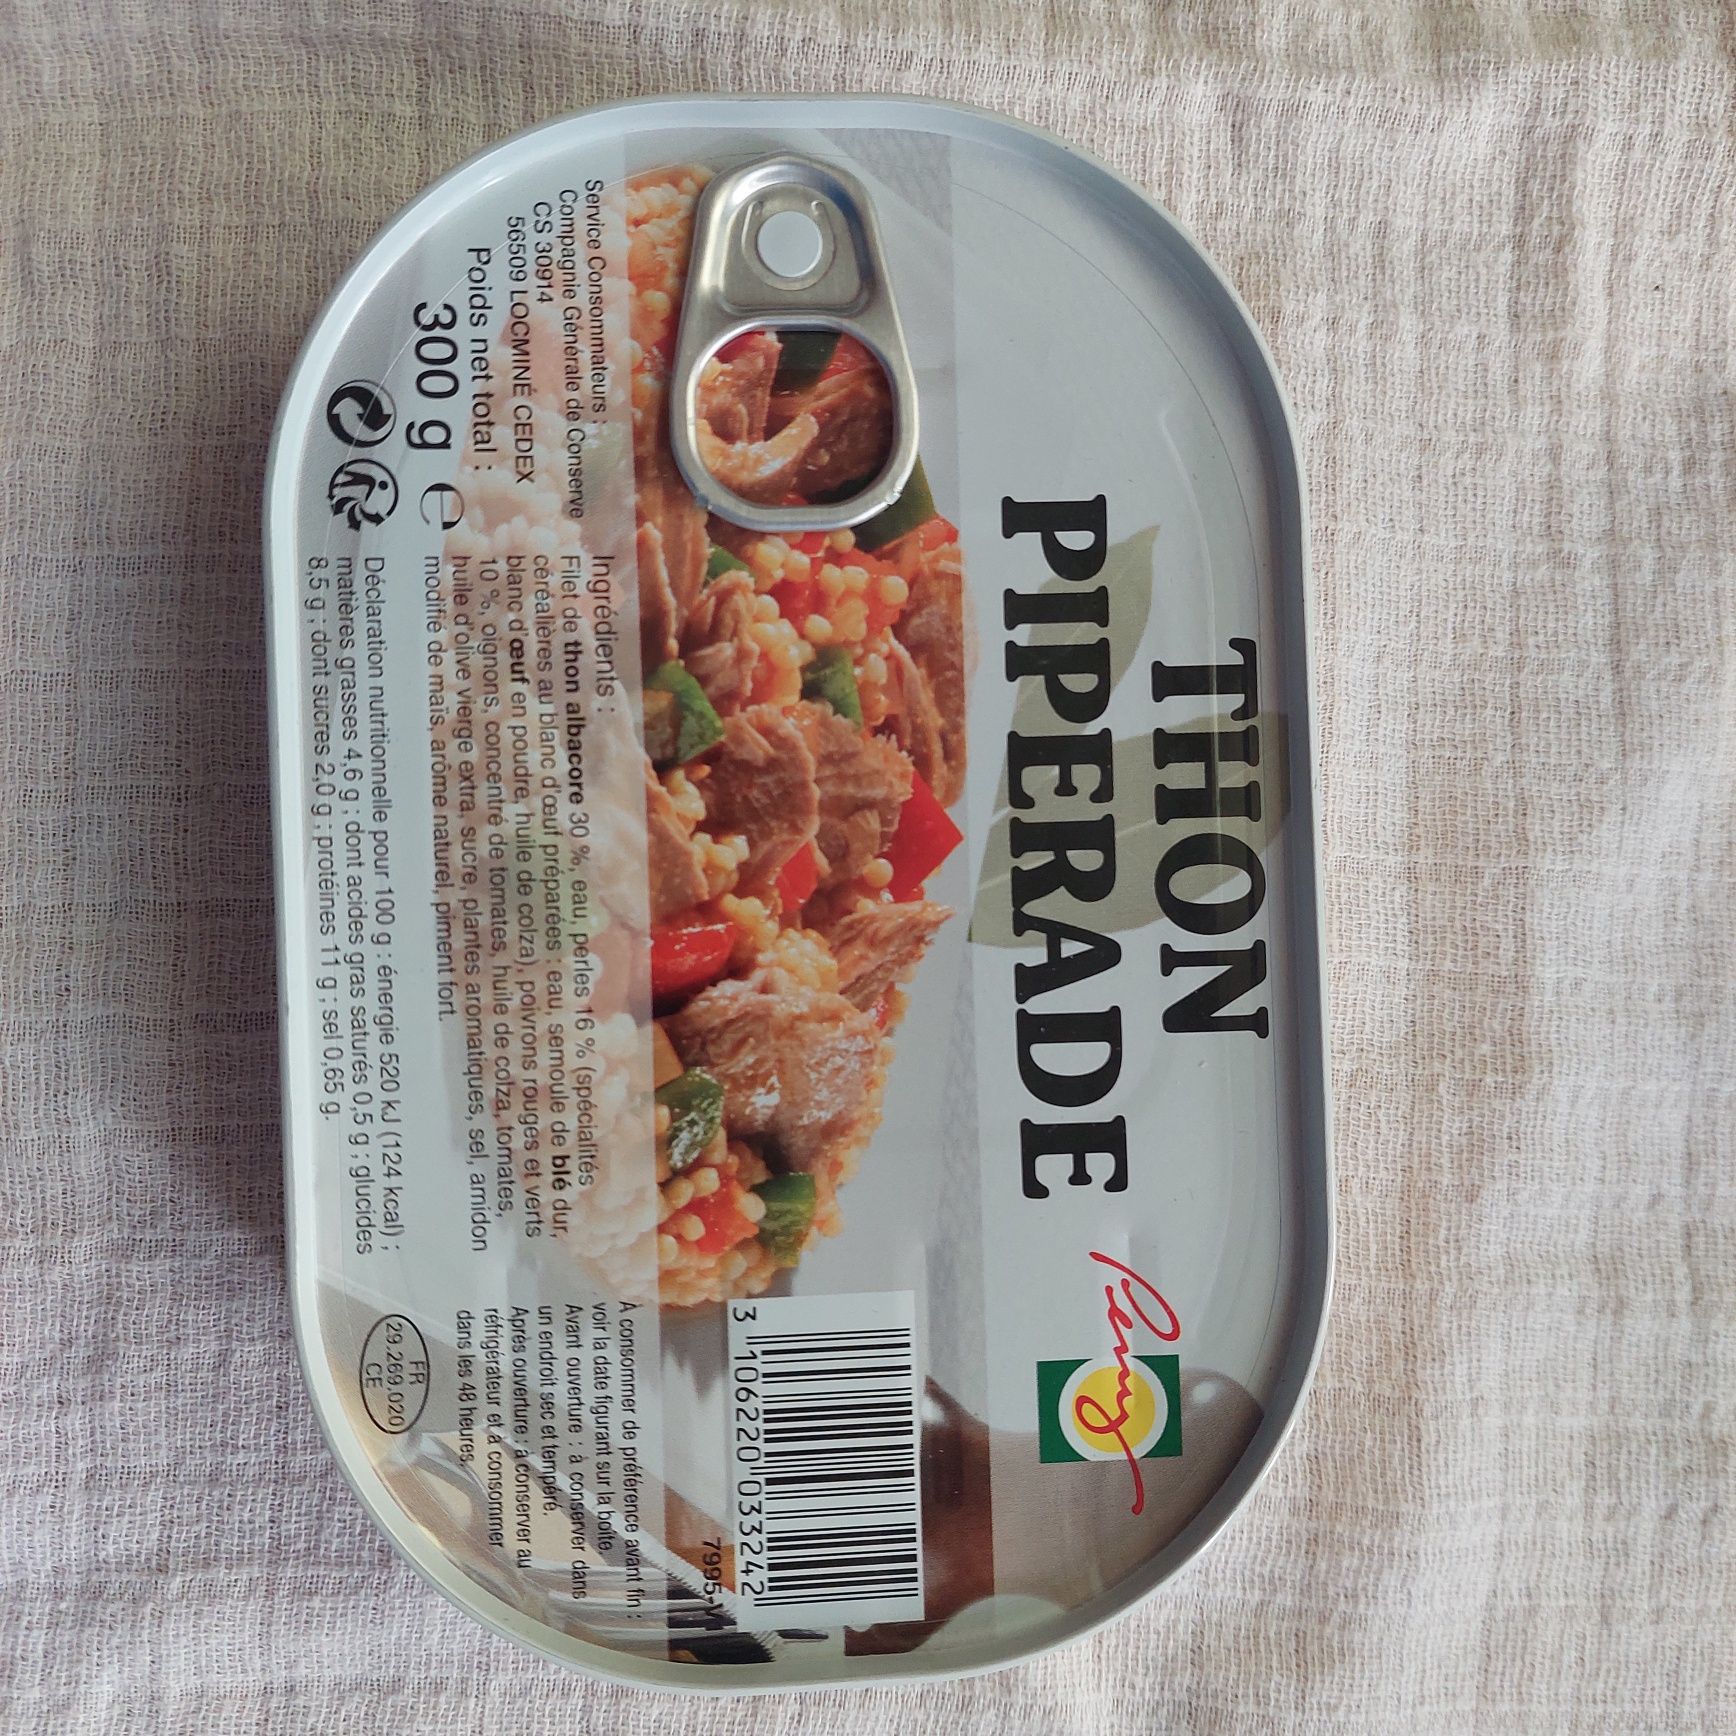 THON
PIPERADE
Pemy
Service Consommateurs :
Compagnie Générale de Conserve
CS 30914
56509 LOCMINÉ CEDEX
Poids net total :
300 g e
Ingrédients :
Filet de thon albacore 30 %, eau, perles 16 % (spécialités
céréalières au blanc d'œuf préparées : eau, semoule de blé dur,
blanc d'œuf en poudre, huile de colza), poivrons rouges et verts
10 %, oignons, concentré de tomates, huile de colza, tomates,
huile d'olive vierge extra, sucre, plantes aromatiques, sel, amidon
modifié de maïs, arôme naturel, piment fort.
Déclaration nutritionnelle pour 100 g : énergie 520 kJ (124 kcal) ;
matières grasses 4,6 g ; dont acides gras saturés 0,5 g ; glucides
8,5 g ; dont sucres 2,0 g ; protéines 11 g ; sel 0,65 g.
3 106220 033242
7995-V1
À consommer de préférence avant fin :
voir la date figurant sur la boîte.
Avant ouverture : à conserver dans
un endroit sec et tempéré.
Après ouverture : à conserver au
réfrigérateur et à consommer
dans les 48 heures.
FR
29.269.020
CE